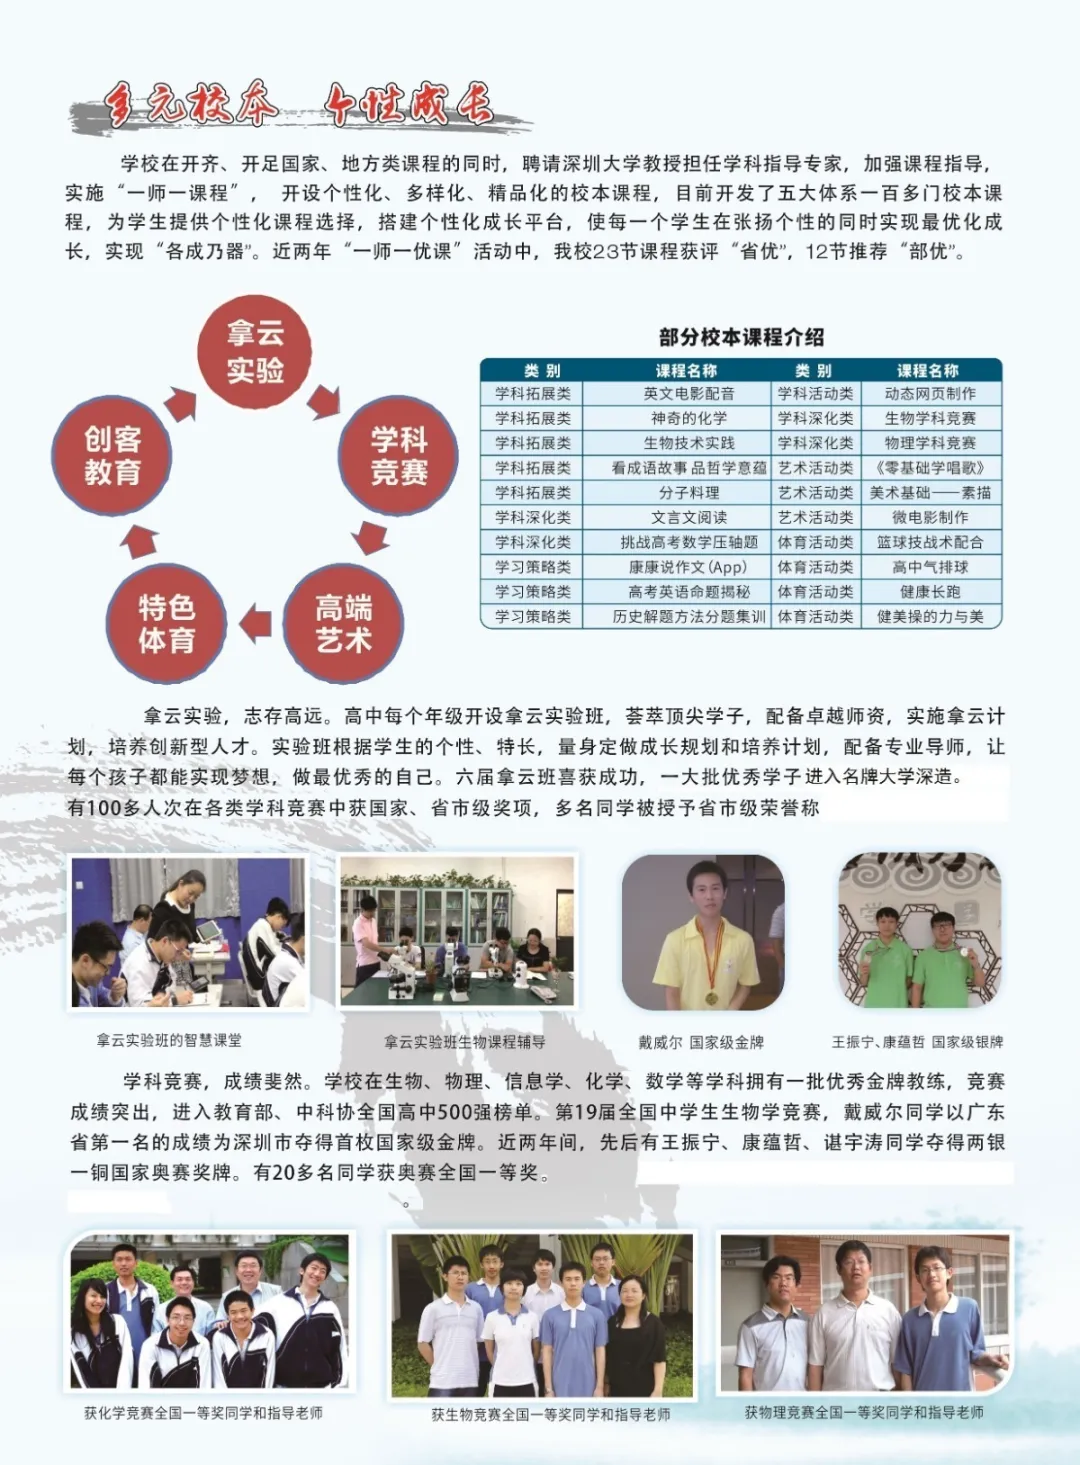 多元校本 个性成长
学校在开齐、开足国家、地方类课程的同时，聘请深圳大学教授担任学科指导专家，加强课程指导，
实施“一师一课程”， 开设个性化、多样化、精品化的校本课程，目前开发了五大体系一百多门校本课
程，为学生提供个性化课程选择，搭建个性化成长平台，使每一个学生在张扬个性的同时实现最优化成
长，实现“各成乃器”。近两年“一师一优课”活动中，我校23节课程获评“省优”，12节推荐“部优”。
拿云
实验
学科
竞赛
高端
艺术
特色
体育
创客
教育
部分校本课程介绍
类 别 课程名称 类 别 课程名称
学科拓展类 英文电影配音 学科活动类 动态网页制作
学科拓展类 神奇的化学 学科深化类 生物学科竞赛
学科拓展类 生物技术实践 学科深化类 物理学科竞赛
学科拓展类 看成语故事 品哲学意蕴 艺术活动类 《零基础学唱歌》
学科拓展类 分子料理 艺术活动类 美术基础——素描
学科深化类 文言文阅读 艺术活动类 微电影制作
学科深化类 挑战高考数学压轴题 体育活动类 篮球技战术配合
学习策略类 康康说作文（App） 体育活动类 高中气排球
学习策略类 高考英语命题揭秘 体育活动类 健康长跑
学习策略类 历史解题方法分题集训 体育活动类 健美操的力与美
拿云实验，志存高远。高中每个年级开设拿云实验班，荟萃顶尖学子，配备卓越师资，实施拿云计
划，培养创新型人才。实验班根据学生的个性、特长，量身定做成长规划和培养计划，配备专业导师，让
每个孩子都能实现梦想，做最优秀的自己。六届拿云班喜获成功，一大批优秀学子进入名牌大学深造。
有100多人次在各类学科竞赛中获国家、省市级奖项，多名同学被授予省市级荣誉称
拿云实验班的智慧课堂
拿云实验班生物课程辅导
戴威尔 国家级金牌
王振宁、康蕴哲 国家级银牌
学科竞赛，成绩斐然。学校在生物、物理、信息学、化学、数学等学科拥有一批优秀金牌教练，竞赛
成绩突出，进入教育部、中科协全国高中500强榜单。第19届全国中学生生物学竞赛，戴威尔同学以广东
省第一名的成绩为深圳市夺得首枚国家级金牌。近两年间，先后有王振宁、康蕴哲、谌宇涛同学夺得两银
一铜国家奥赛奖牌。有20多名同学获奥赛全国一等奖。
。
获化学竞赛全国一等奖同学和指导老师
获生物竞赛全国一等奖同学和指导老师
获物理竞赛全国一等奖同学和指导老师